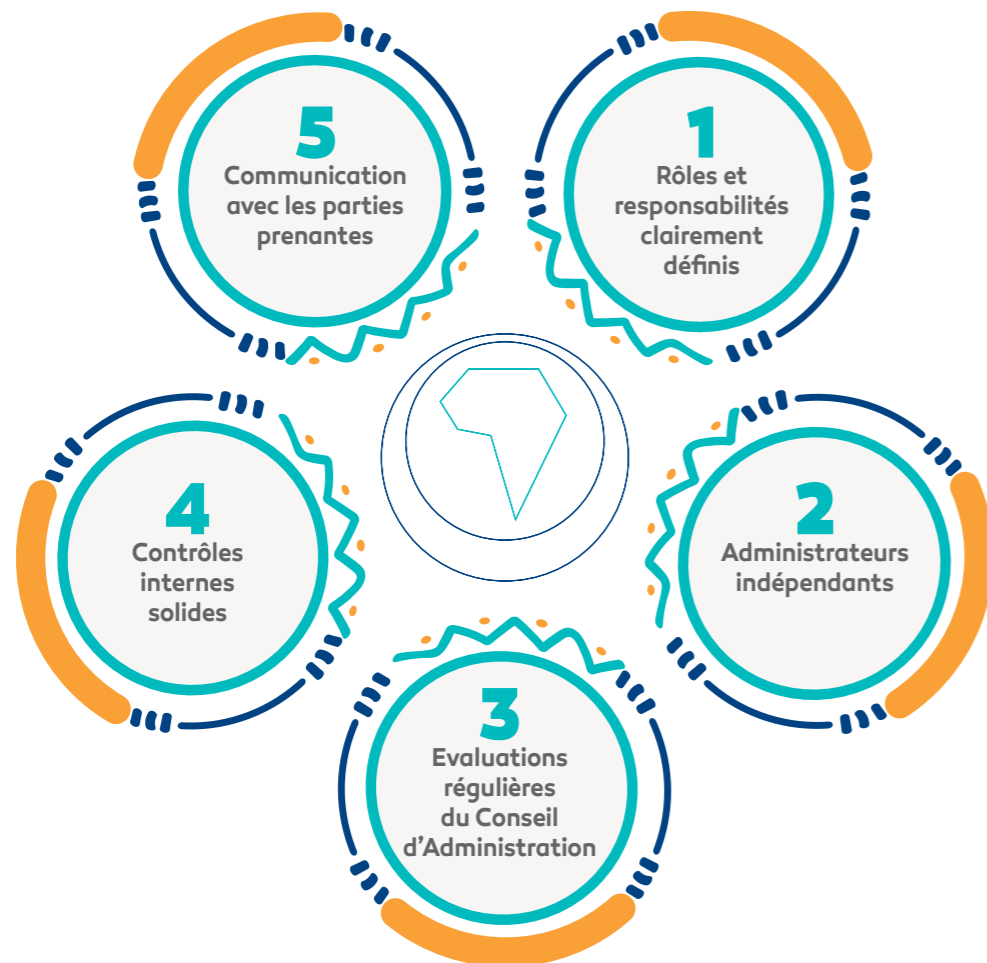 1
Rôles et
responsabilités
clairement
définis
2
Administrateurs
indépendants
3
Evaluations
régulières
du Conseil
d'Administration
4
Contrôles
internes
solides
5
Communication
avec les parties
prenantes